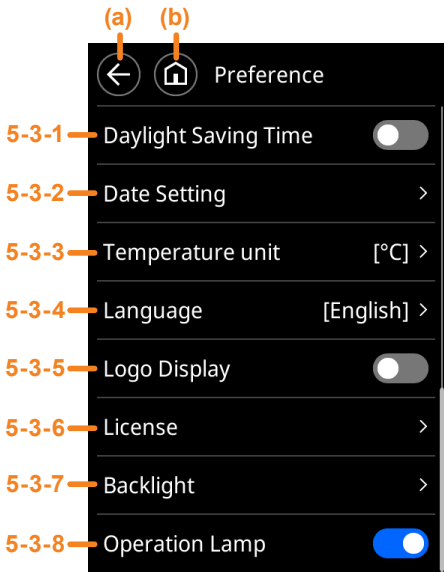 (a) (b)
Preference
5-3-1 Daylight Saving Time
5-3-2 Date Setting
5-3-3 Temperature unit [°C]
5-3-4 Language [English]
5-3-5 Logo Display
5-3-6 License
5-3-7 Backlight
5-3-8 Operation Lamp